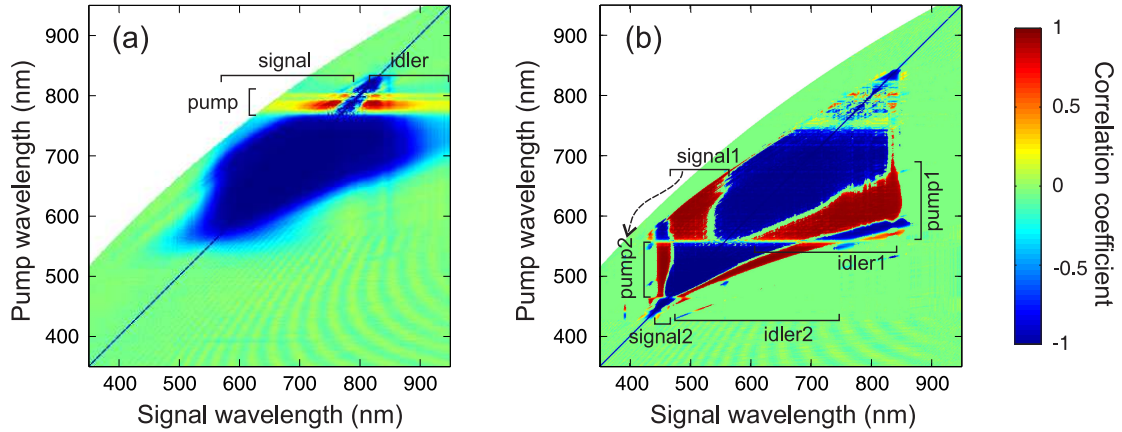 (a)
signal
idler
pump
900
800
700
600
500
400
Pump wavelength (nm)
400 500 600 700 800 900
Signal wavelength (nm)
(b)
signal1
pump1
pump2
idler1
signal2
idler2
900
800
700
600
500
400
Pump wavelength (nm)
400 500 600 700 800 900
Signal wavelength (nm)
1
0.5
0
-0.5
-1
Correlation coefficient